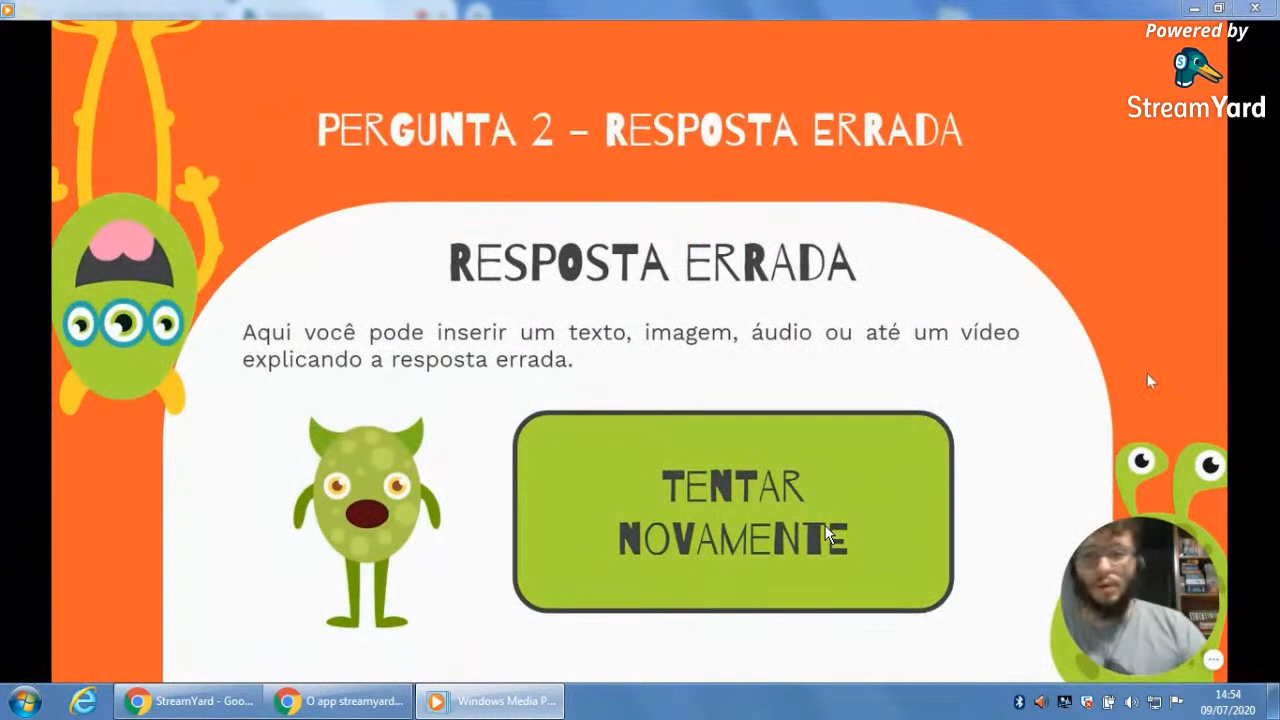 Powered by
StreamYard
PERGUNTA 2 – RESPOSTA ERRADA
RESPOSTA ERRADA
Aqui você pode inserir um texto, imagem, áudio ou até um vídeo
explicando a resposta errada.
TENTAR
NOVAMENTE
StreamYard - Goo...
O app streamyard...
Windows Media P...
14:54
09/07/2020